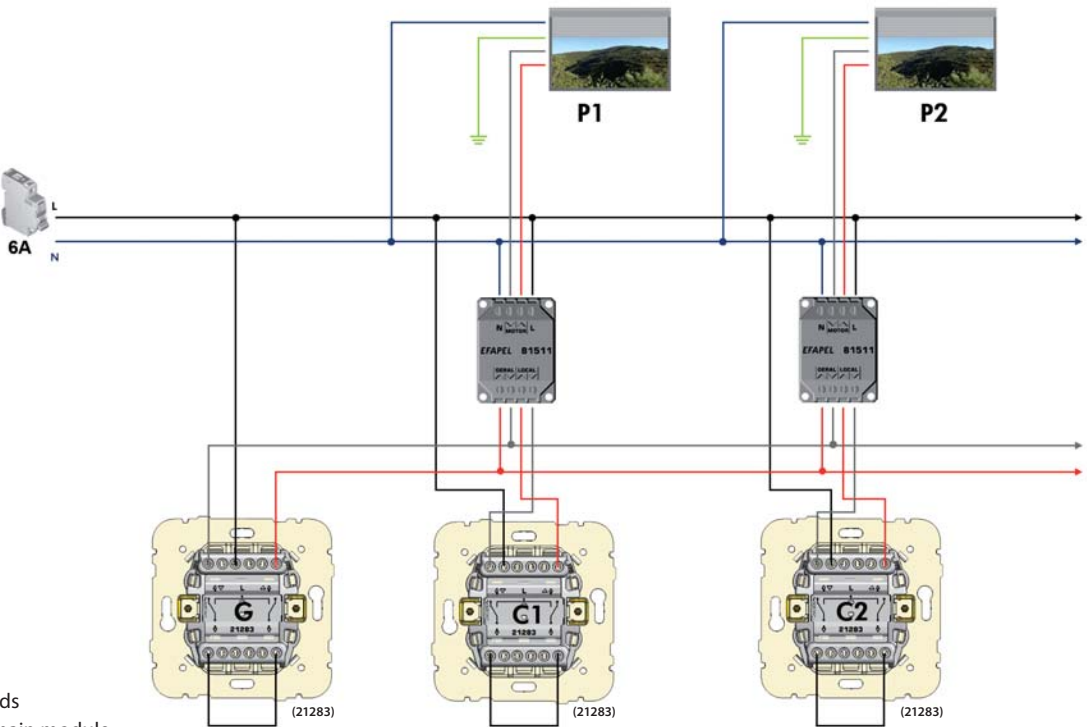 P1
P2
L
6A
N
N MOTOR L
EFAPEL 81511
GERAL LOCAL
N MOTOR L
EFAPEL 81511
GERAL LOCAL
L
G
21283
L
C1
21283
L
C2
21283
(21283)
(21283)
(21283)
ds